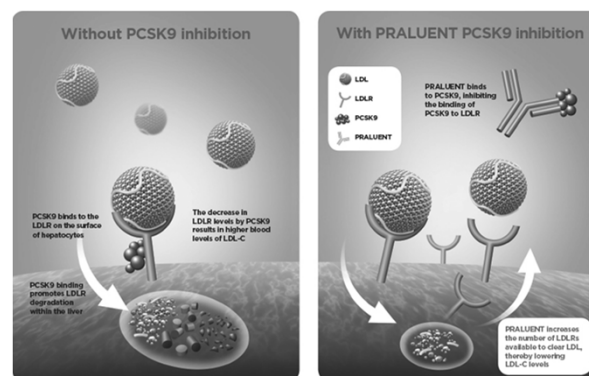 Without PCSK9 inhibition
PCSK9 binds to the
LDLR on the surface
of hepatocytes
The decrease in
LDLR levels by PCSK9
results in higher blood
levels of LDL-C
PCSK9 binding
promotes LDLR
degradation
within the liver
With PRALUENT PCSK9 inhibition
LDL
LDLR
PCSK9
PRALUENT
PRALUENT binds
to PCSK9, inhibiting
the binding of
PCSK9 to LDLR
PRALUENT increases
the number of LDLRs
available to clear LDL,
thereby lowering
LDL-C levels